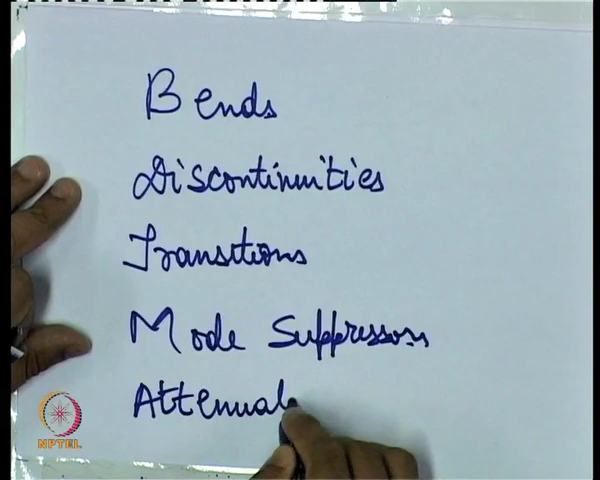 Bends
Discontinuities
Transitions
Mode Suppressors
Attenuat
NPTEL